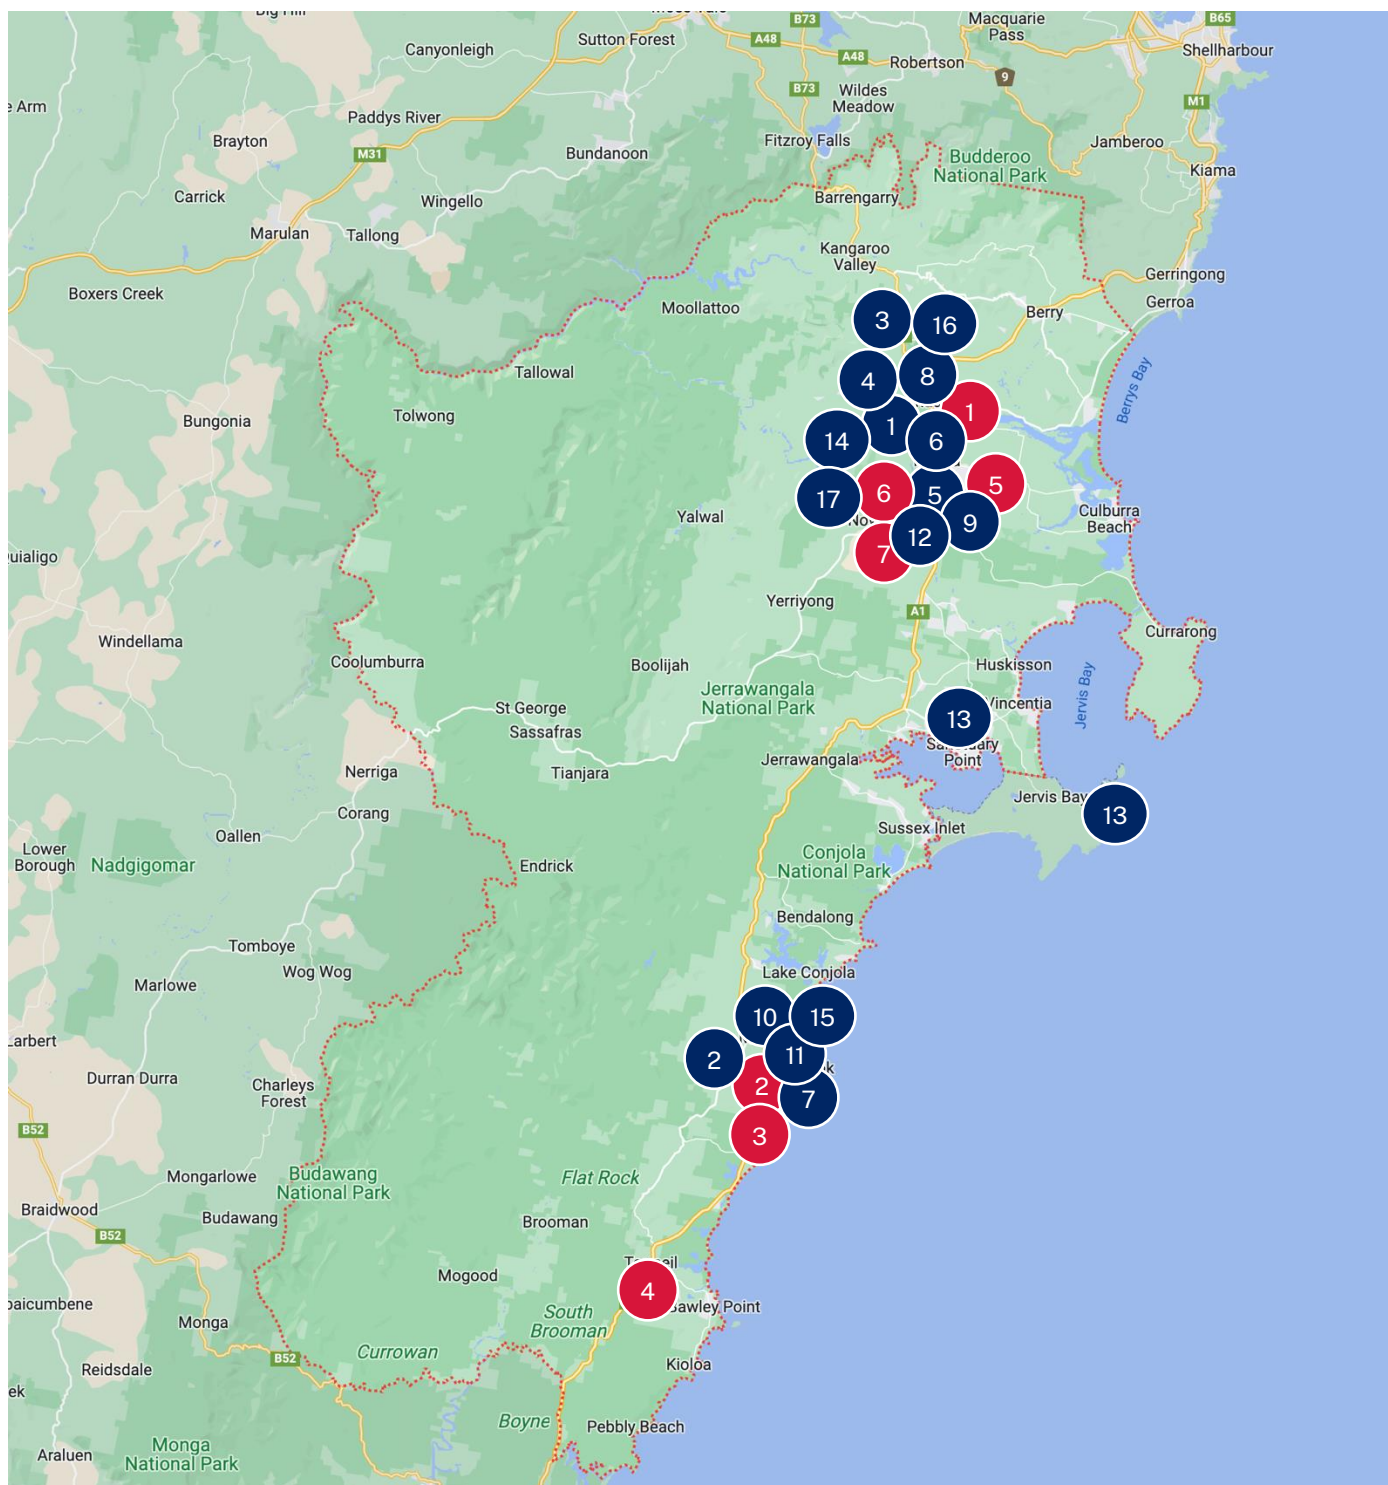 B65
B73
Macquarie
Pass
Sutton Forest
A48
Canyonleigh
Shellharbour
A48
Robertson
9
B73
Wildes
Meadow
M1
Arm
Paddys River
Brayton
M31
Fitzroy Falls
Jamberoo
Bundanoon
Budderoo
National Park
Kiama
Carrick
Wingello
Barrengarry
Marulan
Tallong
Kangaroo
Valley
Gerringong
Boxers Creek
Moollattoo
Gerroa
Berry
3
16
Tallowal
4
8
Berrys Bay
Tolwong
1
Bungonia
1
14
6
17
6
5
5
Yalwal
9
Culburra
Beach
12
7
Yerriyong
A1
Currarong
Windellama
Coolumburra
Boolijah
Huskisson
Jerrawangala
National Park
Jervis Bay
St George
Vincentia
13
Sassafras
Point
Jerrawangala
Nerriga
Tianjara
Jervis Bay
13
Corang
Oallen
Sussex Inlet
Lower
Borough
Nadgigomar
Endrick
Conjola
National Park
Bendalong
Tomboye
Wog Wog
Lake Conjola
Marlowe
10
15
11
2
Durran Durra
Charleys
Forest
2
7
B52
3
Mongarlowe
Budawang
National Park
Flat Rock
Braidwood
Budawang
Brooman
B52
Mogood
4
Bawley Point
South
Brooman
Monga
Currowan
B52
Kioloa
Reidsdale
Boyne
Pebbly Beach
Araluen
Monga
National Park